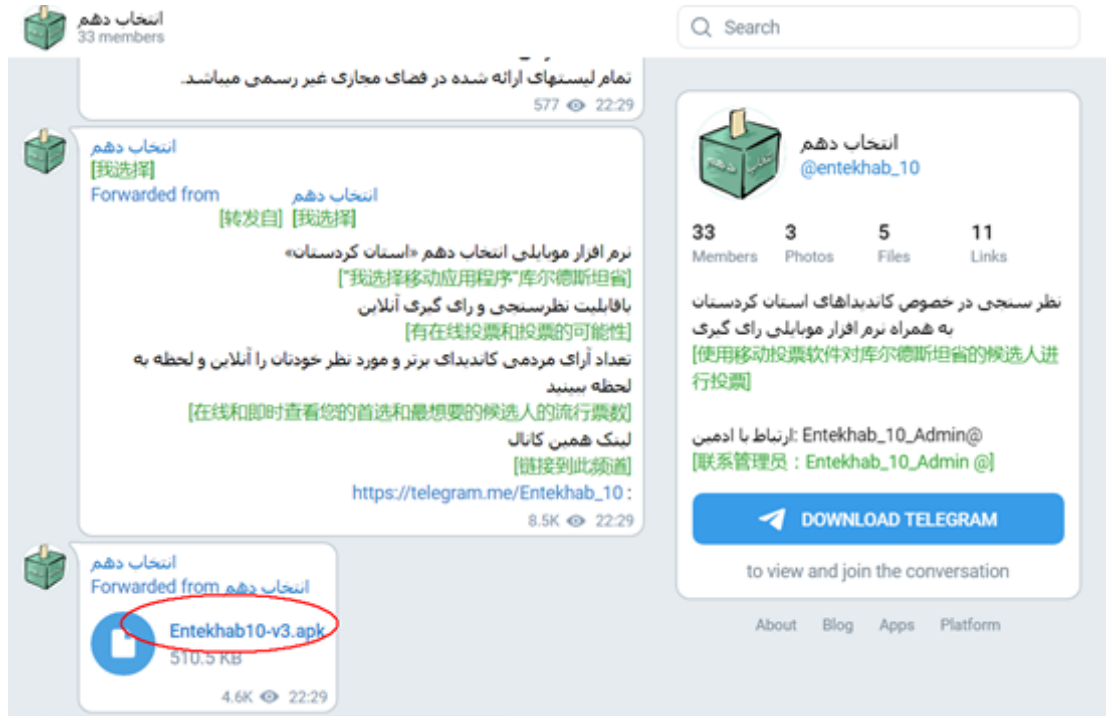 انتخاب دهم
33 members
Search
تمام لیستهای ارائه شده در فضای مجازی غیر رسمی میباشد.
577 22:29
انتخاب دهم
[我选择]
Forwarded from انتخاب دهم
[转发自] [我选择]
نرم افزار موبایلی انتخاب دهم «استان کردستان»
["我选择移动应用程序"库尔德斯坦省]
باقابلیت نظرسنجی و رای گیری آنلاین
[有在线投票和投票的可能性]
تعداد آرای مردمی کاندیدای برتر و مورد نظر خودتان را آنلاین و لحظه به
لحظه ببینید
[在线和即时查看您的首选和最想要的候选人的流行票数]
لینک همین کانال
[链接到此频道]
https://telegram.me/Entekhab_10 :
8.5K 22:29
انتخاب دهم
Forwarded from انتخاب دهم
Entekhab10-v3.apk
510.5 KB
4.6K 22:29
انتخاب دهم
انتخاب دهم
@entekhab_10
33 3 5 11
Members Photos Files Links
نظر سنجی در خصوص کاندیداهای استان کردستان
به همراه نرم افزار موبایلی رای گیری
[使用移动投票软件对库尔德斯坦省的候选人进
行投票]
ارتباط با ادمین: Entekhab_10_Admin@
[联系管理员：Entekhab_10_Admin @]
DOWNLOAD TELEGRAM
to view and join the conversation
About Blog Apps Platform